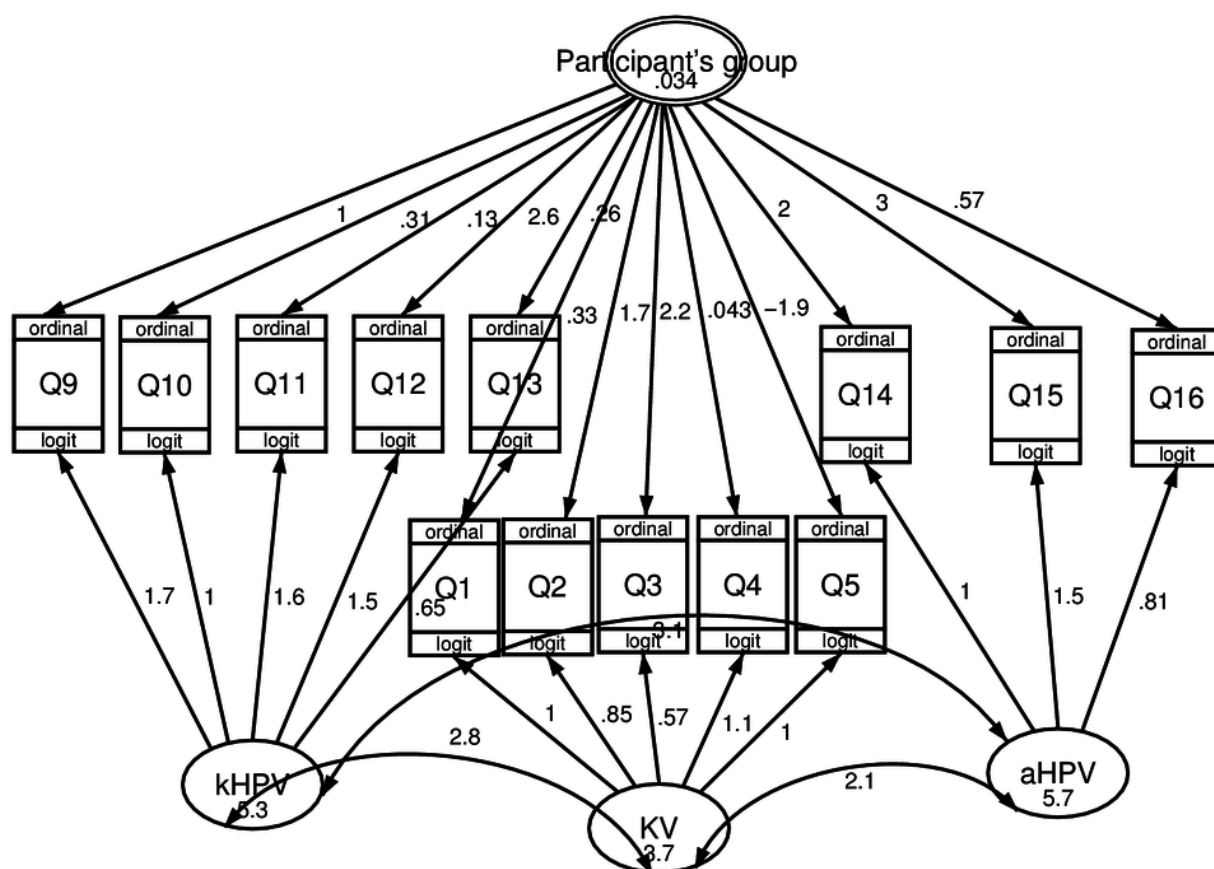 Participant's group
.034
1
.31
.13
2.6
.26
2
3
.57
.33
1.7
2.2
.043
−1.9
ordinal
Q9
logit
ordinal
Q10
logit
ordinal
Q11
logit
ordinal
Q12
logit
ordinal
Q13
logit
ordinal
Q14
logit
ordinal
Q15
logit
ordinal
Q16
logit
ordinal
Q1
logit
ordinal
Q2
logit
ordinal
Q3
logit
ordinal
Q4
logit
ordinal
Q5
logit
1.7
1
1.6
1.5
.65
3.1
1
1.5
.81
1
.85
.57
1.1
1
2.8
2.1
kHPV
5.3
KV
3.7
aHPV
5.7